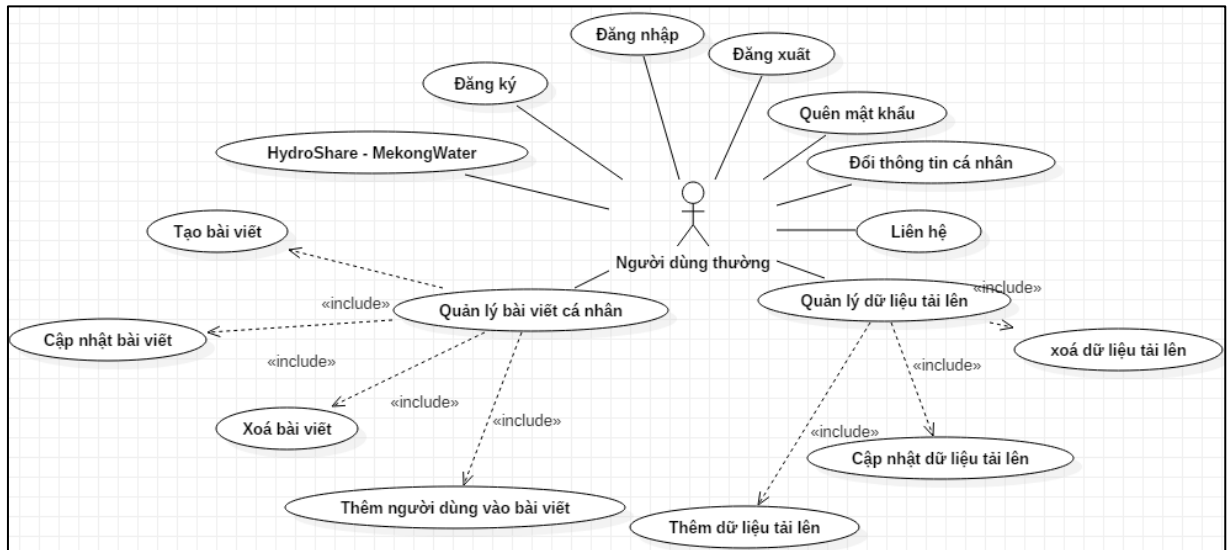 Đăng nhập
Đăng xuất
Đăng ký
Quên mật khẩu
HydroShare - MekongWater
Đổi thông tin cá nhân
Tạo bài viết
Liên hệ
Người dùng thường
«include»
Quản lý bài viết cá nhân
Quản lý dữ liệu tải lên
«include»
Cập nhật bài viết
«include»
xoá dữ liệu tải lên
«include»
«include»
«include»
Xoá bài viết
«include»
«include»
Cập nhật dữ liệu tải lên
Thêm người dùng vào bài viết
Thêm dữ liệu tải lên